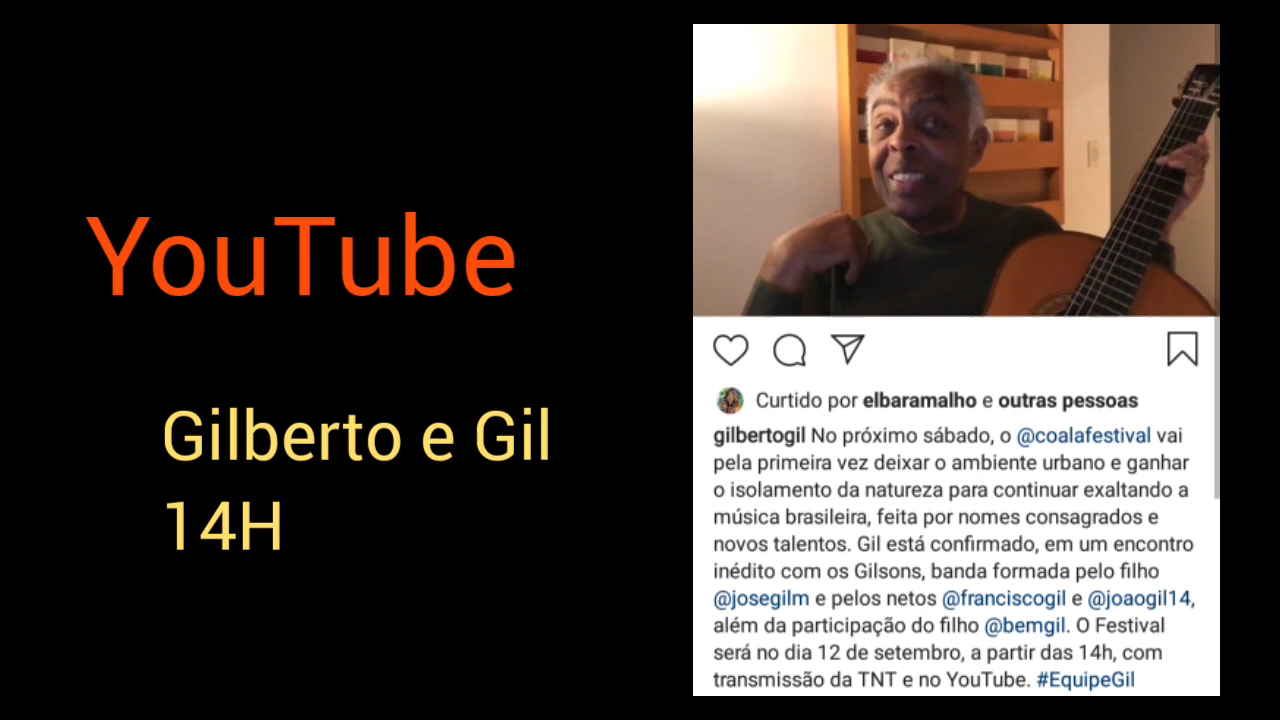 YouTube
Gilberto e Gil
14H
Curtido por elbaramalho e outras pessoas
gilbertogil No próximo sábado, o @coalafestival vai
pela primeira vez deixar o ambiente urbano e ganhar
o isolamento da natureza para continuar exaltando a
música brasileira, feita por nomes consagrados e
novos talentos. Gil está confirmado, em um encontro
inédito com os Gilsons, banda formada pelo filho
@josegilm e pelos netos @franciscogil e @joaogil14,
além da participação do filho @bemgil. O Festival
será no dia 12 de setembro, a partir das 14h, com
transmissão da TNT e no YouTube. #EquipeGil